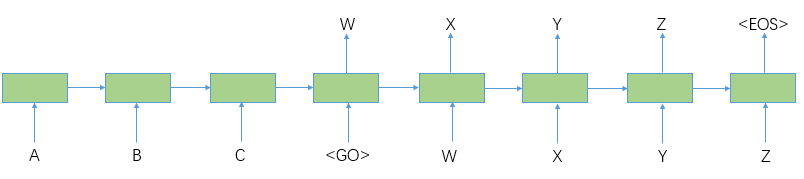 W X Y Z <EOS>
A B C <GO> W X Y Z